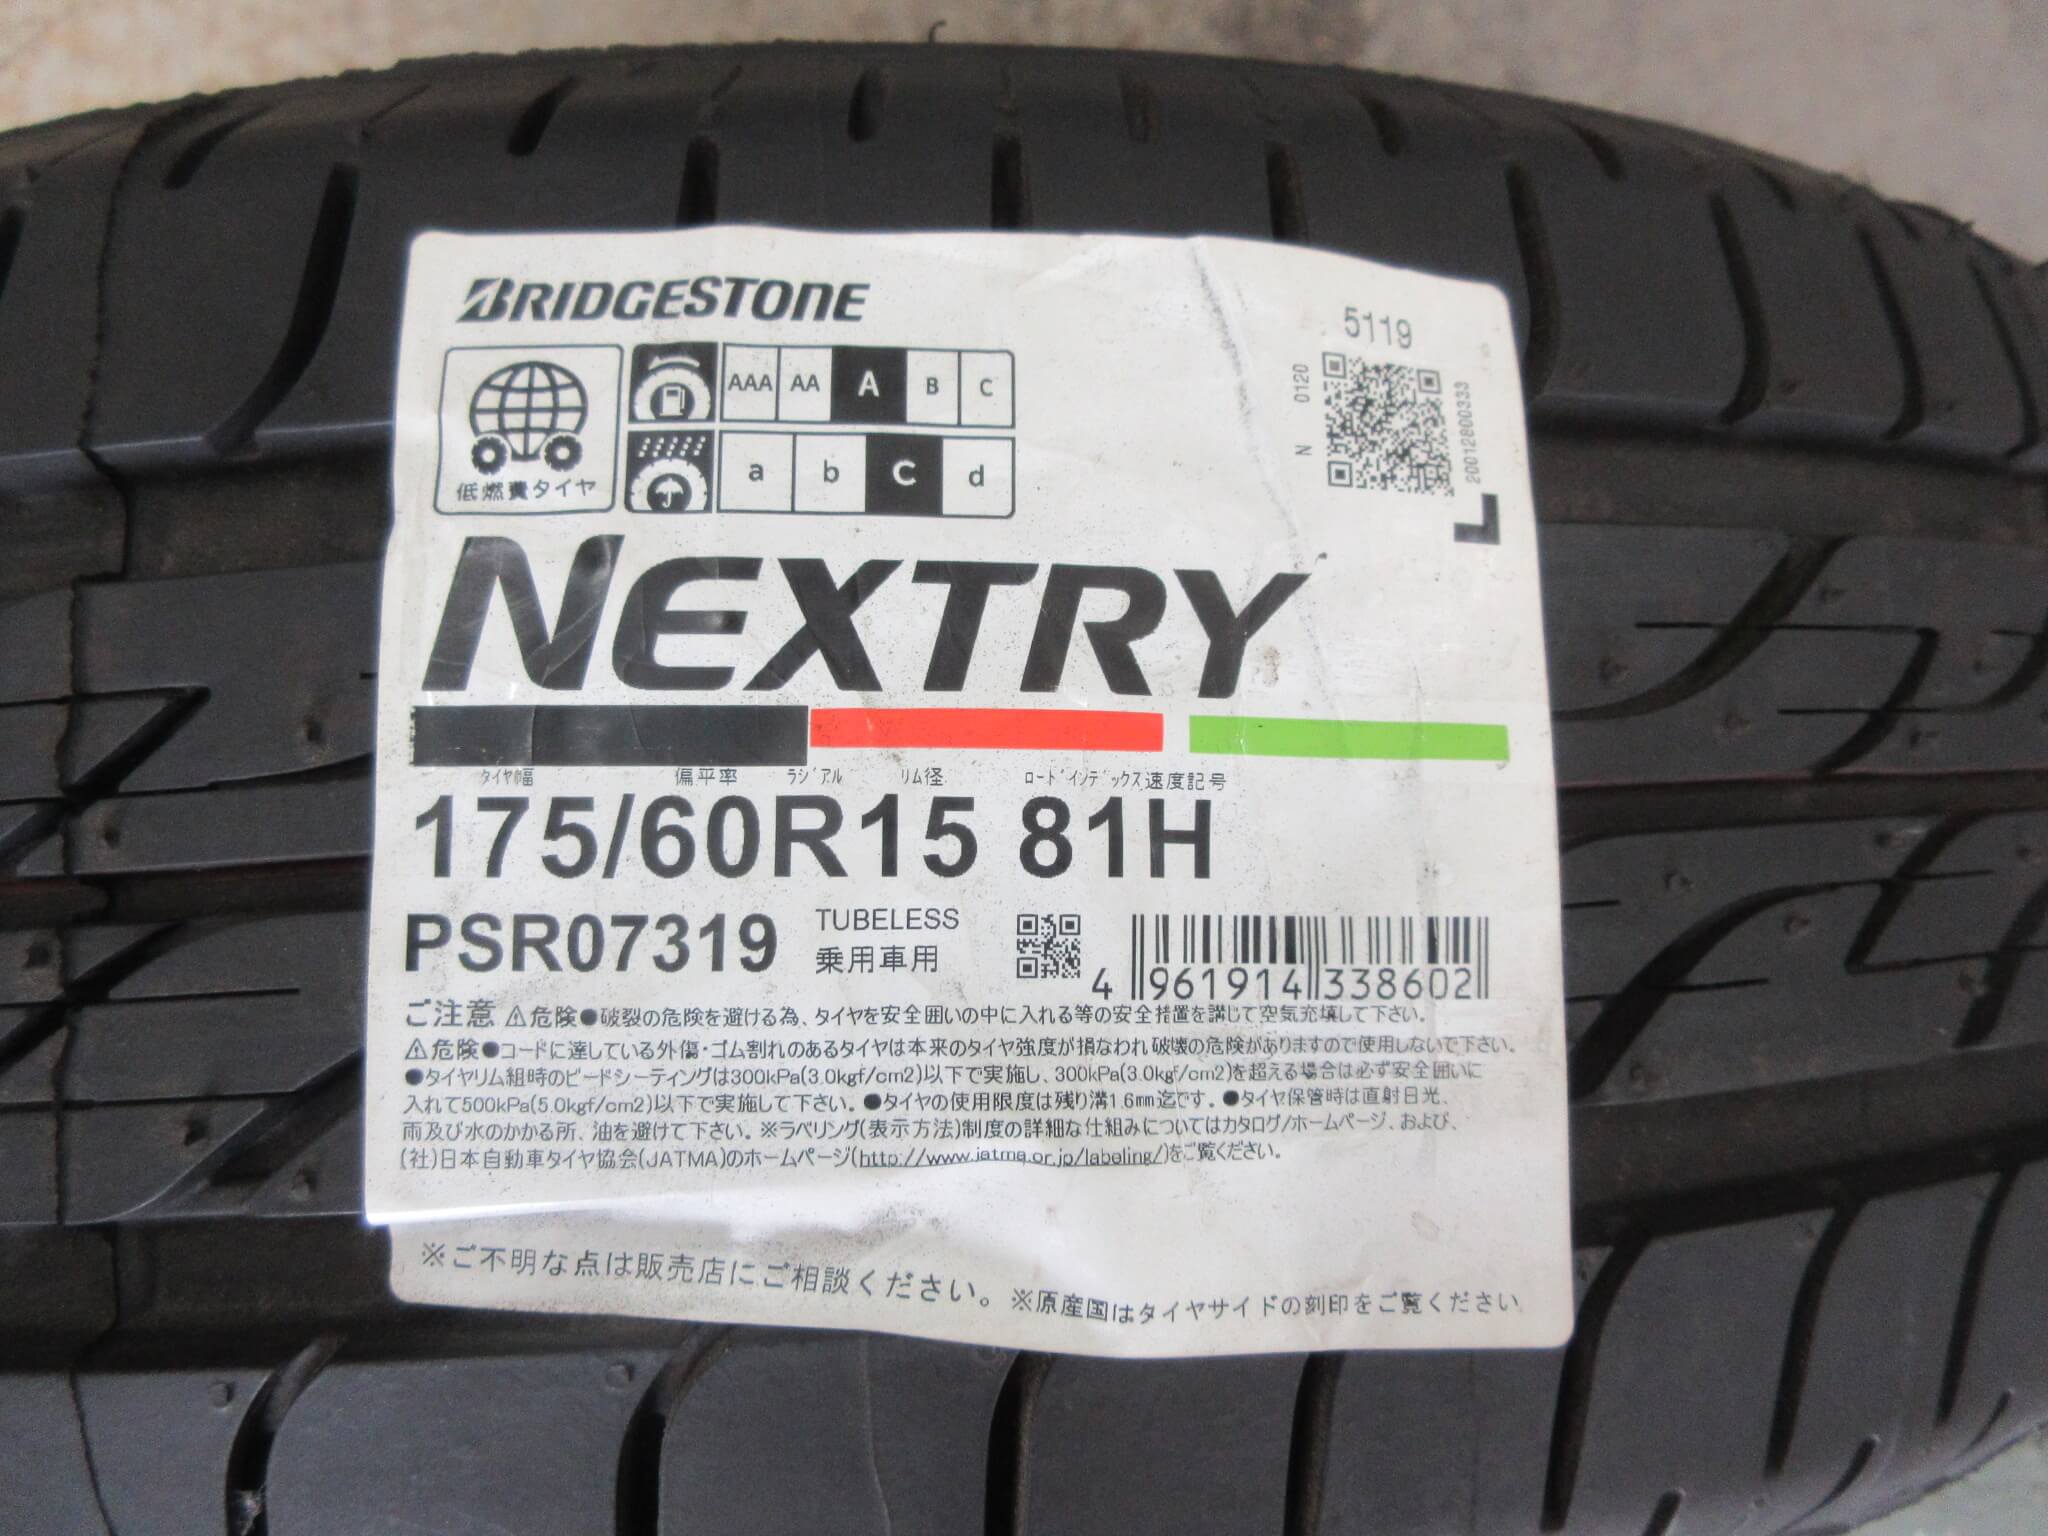 BRIDGESTONE
5119
N 0120
20012800333
L
低燃費タイヤ
AAA AA A B C
a b c d
NEXTRY
タイヤ幅 偏平率 ラジアル リム径 ロードインデックス 速度記号
175/60R15 81H
PSR07319
TUBELESS
乗用車用
4 961914 338602
ご注意 ⚠危険●破裂の危険を避ける為、タイヤを安全囲いの中に入れる等の安全措置を講じて空気充填して下さい。
⚠危険●コードに達している外傷・ゴム割れのあるタイヤは本来のタイヤ強度が損なわれ破壊の危険がありますので使用しないで下さい。
●タイヤリム組時のビードシーティングは300kPa(3.0kgf/cm2)以下で実施し、300kPa(3.0kgf/cm2)を超える場合は必ず安全囲いに
入れて500kPa(5.0kgf/cm2)以下で実施して下さい。●タイヤの使用限度は残り溝1.6mm迄です。●タイヤ保管時は直射日光、
雨及び水のかかる所、油を避けて下さい。※ラベリング(表示方法)制度の詳細な仕組みについてはカタログ/ホームページ、および、
(社)日本自動車タイヤ協会(JATMA)のホームページ(http://www.jatma.or.jp/labeling/)をご覧ください。
※ご不明な点は販売店にご相談ください。※原産国はタイヤサイドの刻印をご覧ください